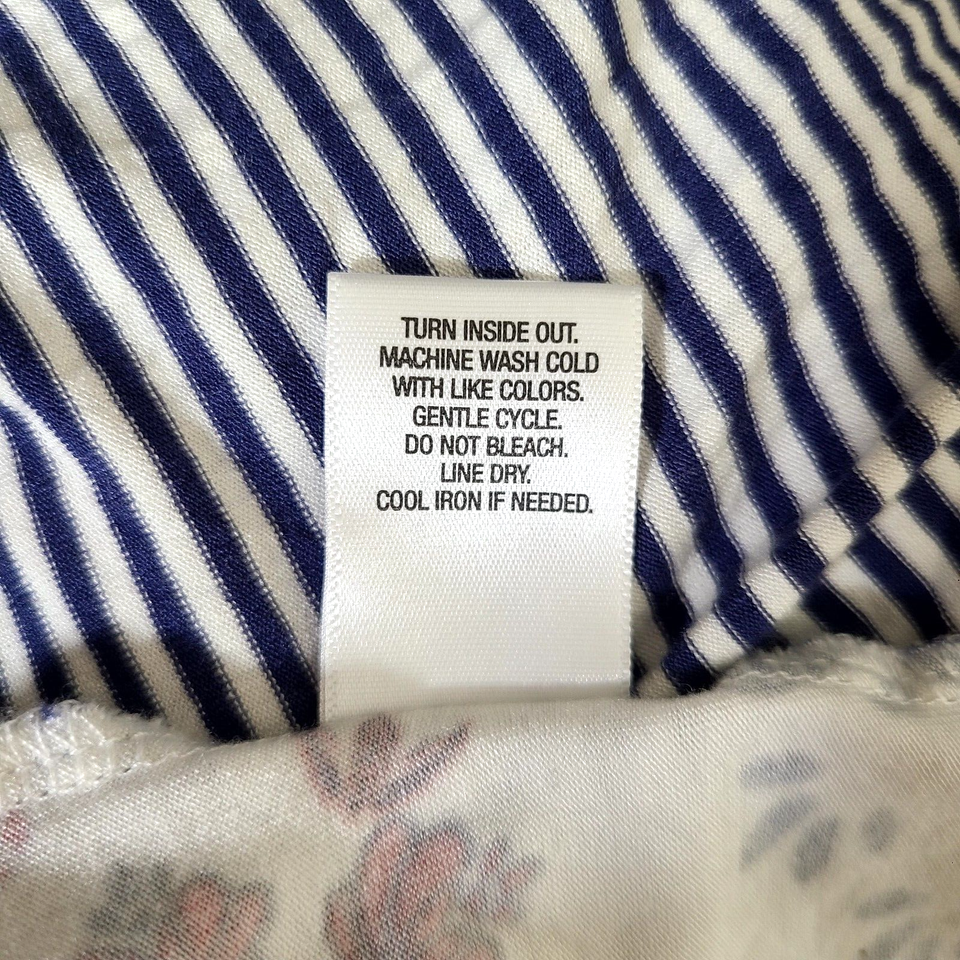 TURN INSIDE OUT.
MACHINE WASH COLD
WITH LIKE COLORS.
GENTLE CYCLE.
DO NOT BLEACH.
LINE DRY.
COOL IRON IF NEEDED.